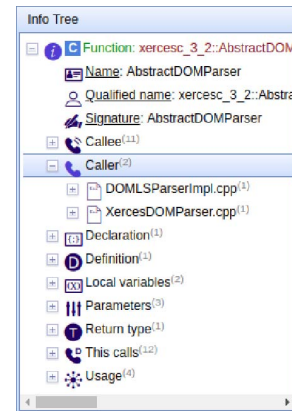 Info Tree
C Function: xercesc_3_2::AbstractDOM
Name: AbstractDOMParser
Qualified name: xercesc_3_2::Abstra
Signature: AbstractDOMParser
Callee(11)
Caller(2)
DOMLSParserImpl.cpp(1)
XercesDOMParser.cpp(1)
{;} Declaration(1)
D Definition(1)
(X) Local variables(2)
Parameters(3)
T Return type(1)
This calls(12)
Usage(4)